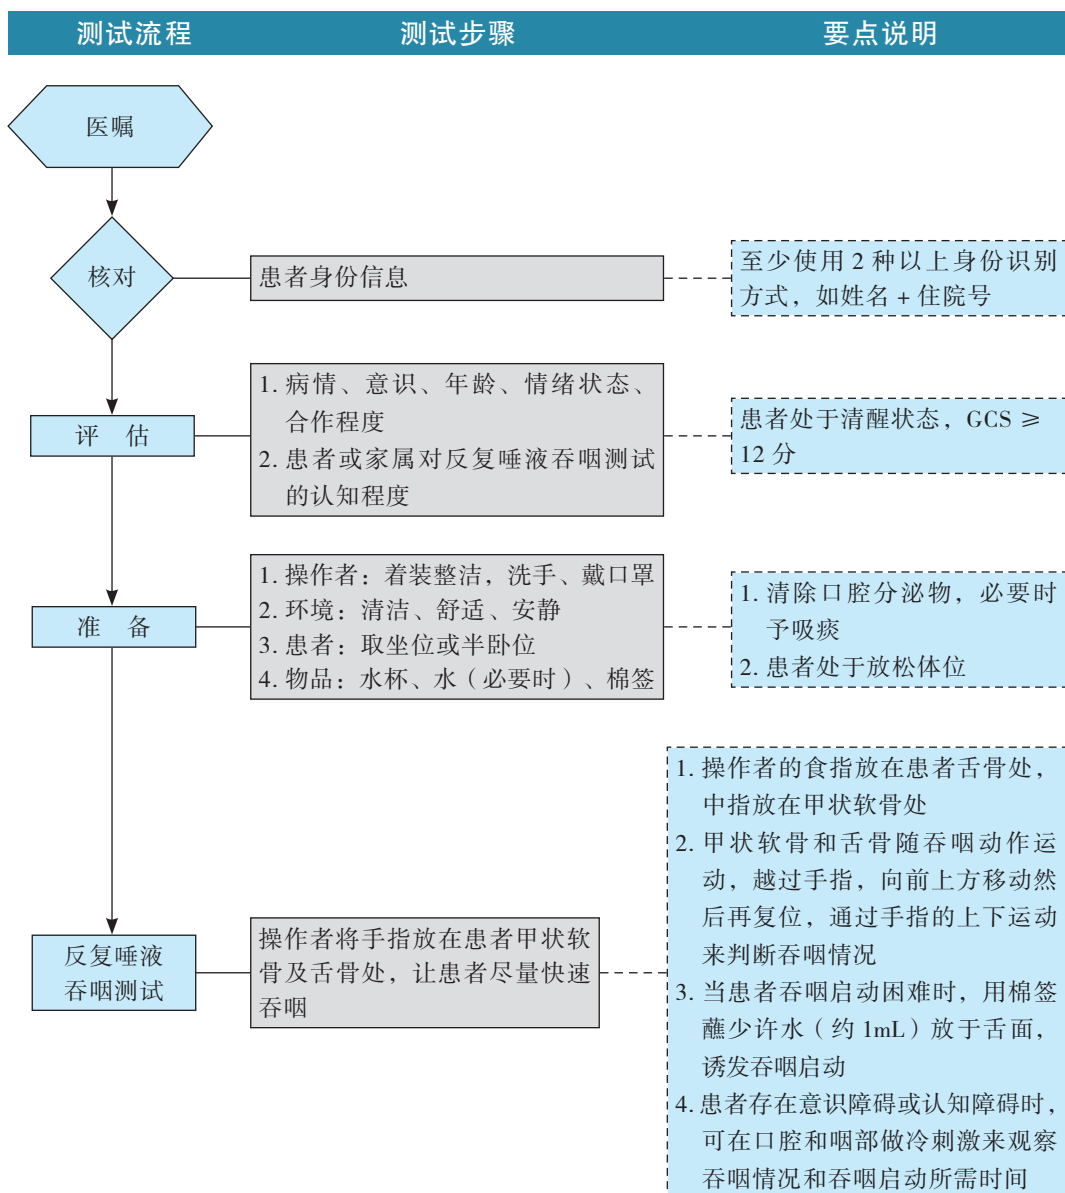 测试流程 测试步骤 要点说明
医嘱
核对
患者身份信息
至少使用 2 种以上身份识别
方式，如姓名 + 住院号
评 估
1. 病情、意识、年龄、情绪状态、
合作程度
2. 患者或家属对反复唾液吞咽测试
的认知程度
患者处于清醒状态，GCS ≥
12 分
准 备
1. 操作者：着装整洁，洗手、戴口罩
2. 环境：清洁、舒适、安静
3. 患者：取坐位或半卧位
4. 物品：水杯、水（必要时）、棉签
1. 清除口腔分泌物，必要时
予吸痰
2. 患者处于放松体位
反复唾液
吞咽测试
操作者将手指放在患者甲状软
骨及舌骨处，让患者尽量快速
吞咽
1. 操作者的食指放在患者舌骨处，
中指放在甲状软骨处
2. 甲状软骨和舌骨随吞咽动作运
动，越过手指，向前上方移动然
后再复位，通过手指的上下运动
来判断吞咽情况
3. 当患者吞咽启动困难时，用棉签
蘸少许水（约 1mL）放于舌面，
诱发吞咽启动
4. 患者存在意识障碍或认知障碍时，
可在口腔和咽部做冷刺激来观察
吞咽情况和吞咽启动所需时间